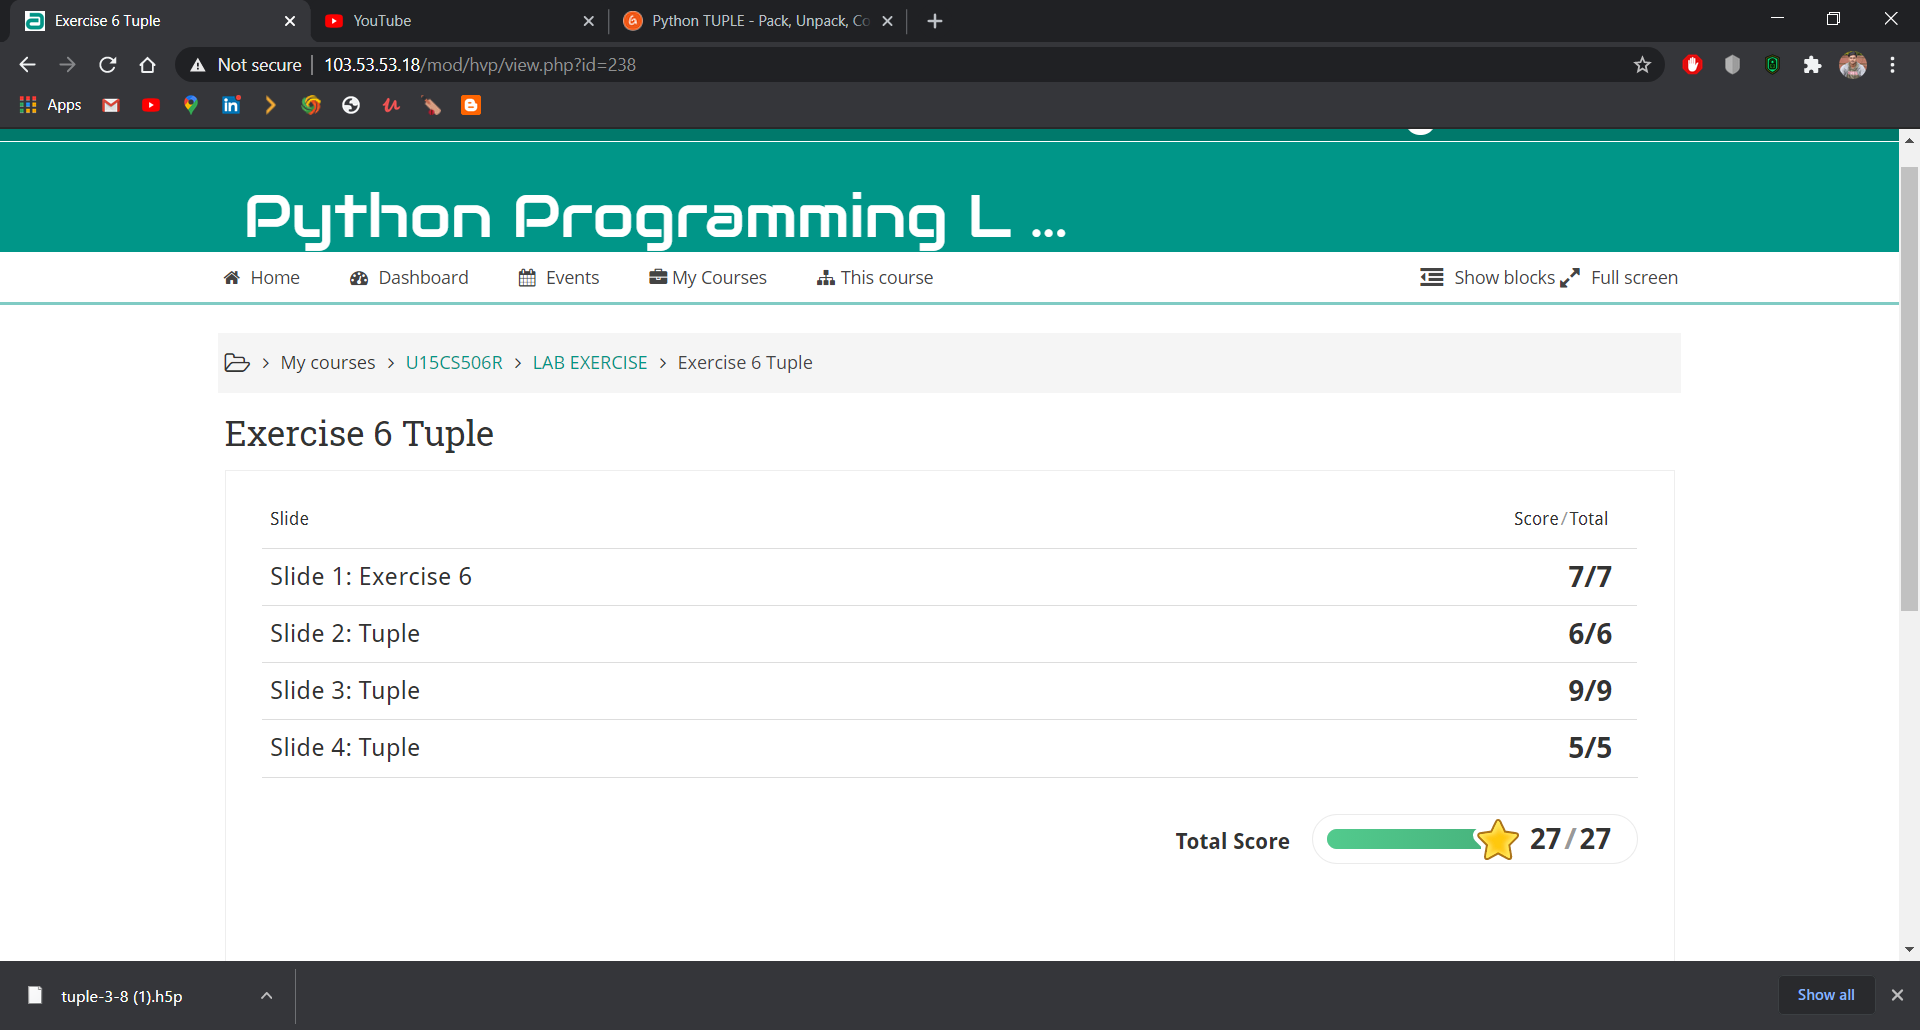 Exercise 6 Tuple
YouTube
Python TUPLE - Pack, Unpack, Co
Not secure 103.53.53.18/mod/hvp/view.php?id=238
Apps
Python Programming L ...
Home Dashboard Events My Courses This course Show blocks Full screen
My courses > U15CS506R > LAB EXERCISE > Exercise 6 Tuple
Exercise 6 Tuple
Slide Score/Total
Slide 1: Exercise 6 7/7
Slide 2: Tuple 6/6
Slide 3: Tuple 9/9
Slide 4: Tuple 5/5
Total Score 27/27
tuple-3-8 (1).h5p Show all